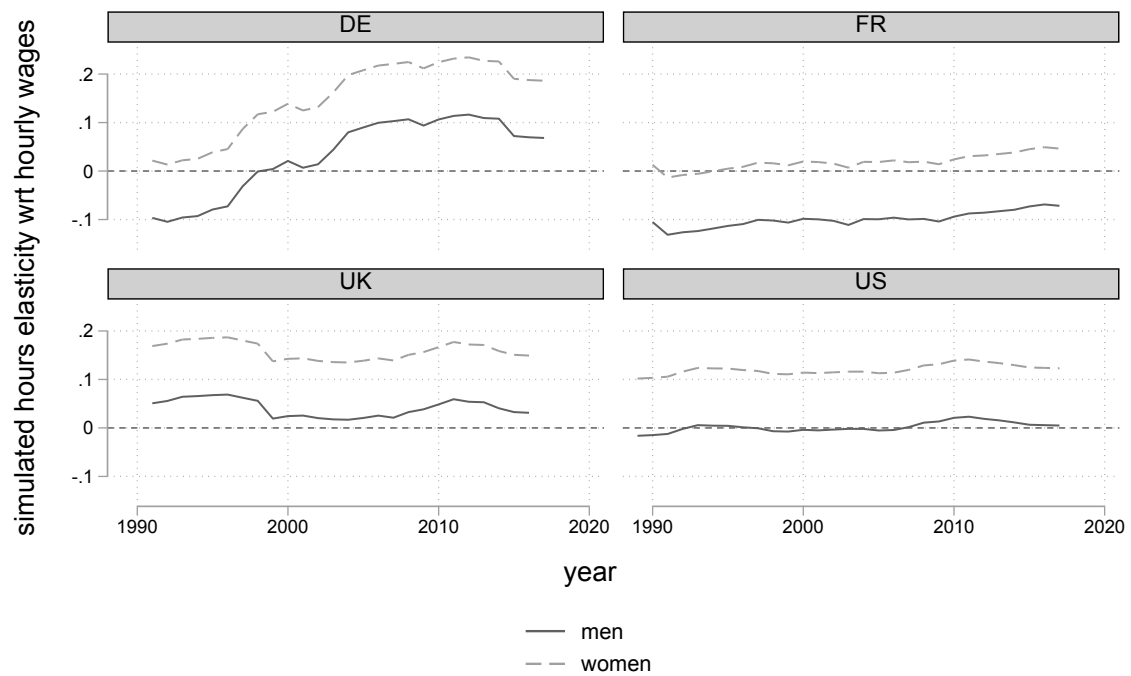 simulated hours elasticity wrt hourly wages
DE
FR
.2
.1
0
-.1
UK
US
.2
.1
0
-.1
1990 2000 2010 2020
1990 2000 2010 2020
year
men
women